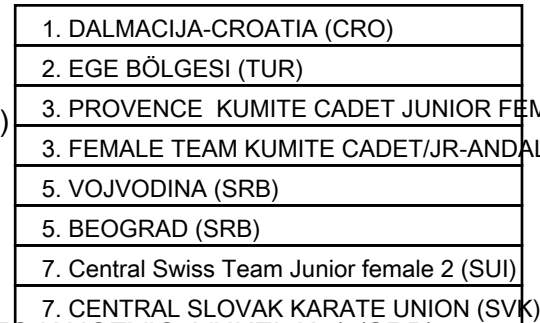 1. DALMACIJA-CROATIA (CRO)
2. EGE BÖLGESI (TUR)
3. PROVENCE KUMITE CADET JUNIOR FEM
)
3. FEMALE TEAM KUMITE CADET/JR-ANDAL
5. VOJVODINA (SRB)
5. BEOGRAD (SRB)
7. Central Swiss Team Junior female 2 (SUI)
7. CENTRAL SLOVAK KARATE UNION (SVK)